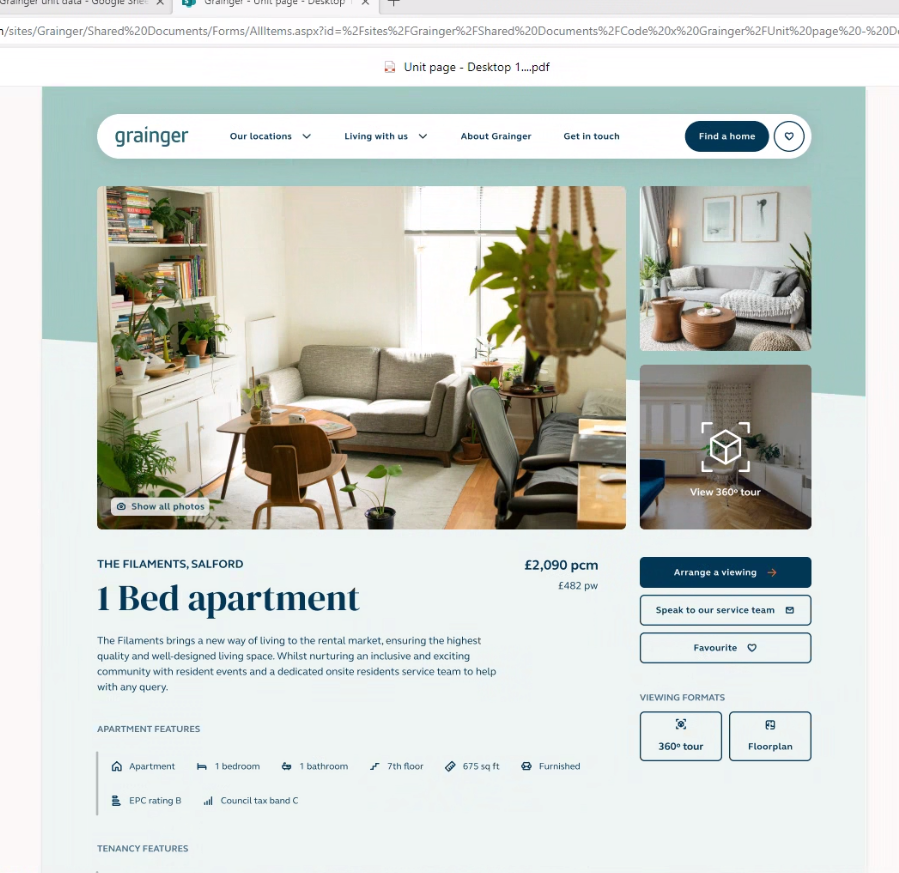 Grainger unit data - Google She
Grainger - Unit page - Desktop
/sites/Grainger/Shared%20Documents/Forms/AllItems.aspx?id=%2Fsites%2FGrainger%2FShared%20Documents%2FCode%20x%20Grainger%2FUnit%20page%20-%20D
Unit page - Desktop 1....pdf
grainger Our locations Living with us About Grainger Get in touch Find a home
Show all photos
View 360º tour
THE FILAMENTS, SALFORD
£2,090 pcm
1 Bed apartment
£482 pw
The Filaments brings a new way of living to the rental market, ensuring the highest
quality and well-designed living space. Whilst nurturing an inclusive and exciting
community with resident events and a dedicated onsite residents service team to help
with any query.
Arrange a viewing
Speak to our service team
Favourite
VIEWING FORMATS
360º tour
Floorplan
APARTMENT FEATURES
Apartment 1 bedroom 1 bathroom 7th floor 675 sq ft Furnished
EPC rating B Council tax band C
TENANCY FEATURES